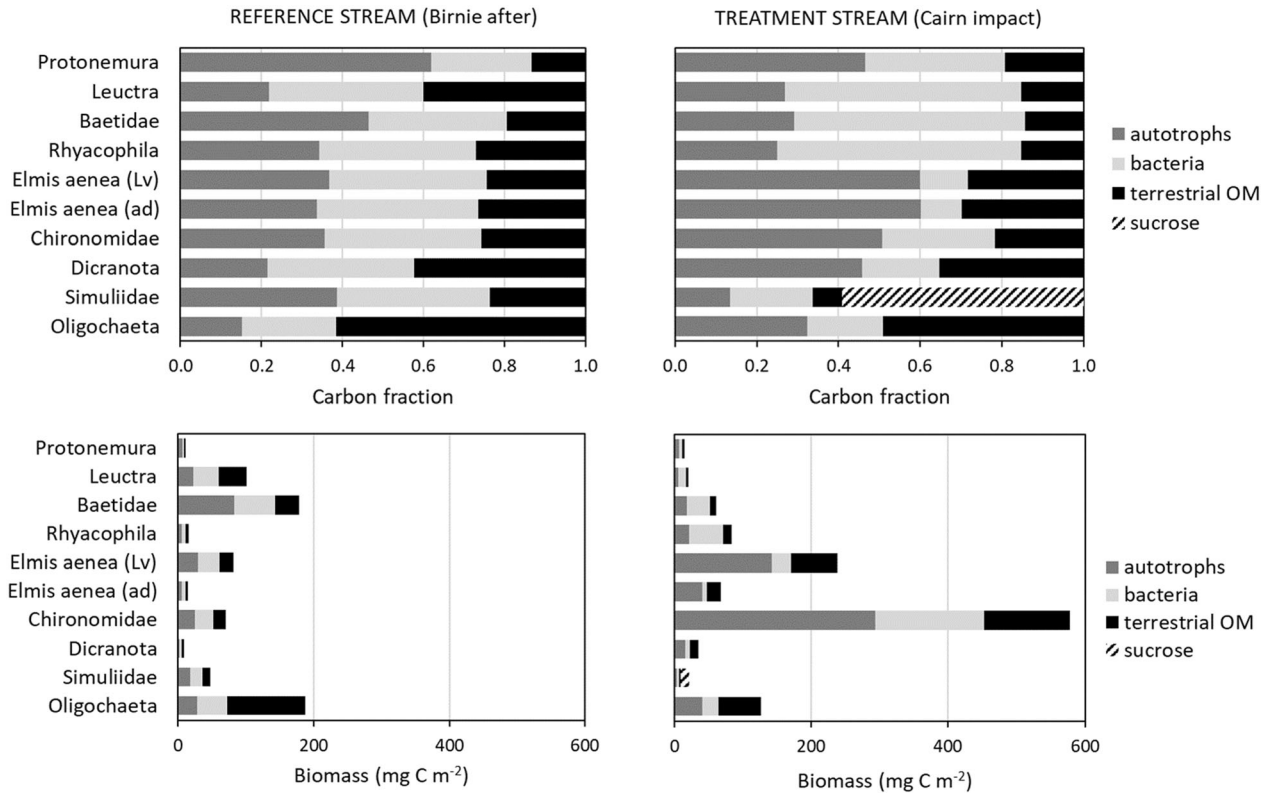 REFERENCE STREAM (Birnie after)
TREATMENT STREAM (Cairn impact)
Protonemura
Leuctra
Baetidae
Rhyacophila
Elmis aenea (Lv)
Elmis aenea (ad)
Chironomidae
Dicranota
Simuliidae
Oligochaeta
0.0 0.2 0.4 0.6 0.8 1.0
Carbon fraction
0.0 0.2 0.4 0.6 0.8 1.0
Carbon fraction
autotrophs
bacteria
terrestrial OM
sucrose
Protonemura
Leuctra
Baetidae
Rhyacophila
Elmis aenea (Lv)
Elmis aenea (ad)
Chironomidae
Dicranota
Simuliidae
Oligochaeta
0 200 400 600
Biomass (mg C m⁻²)
0 200 400 600
Biomass (mg C m⁻²)
autotrophs
bacteria
terrestrial OM
sucrose